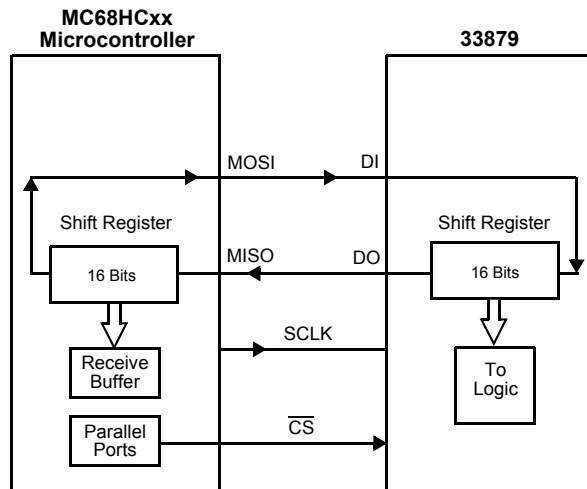 MC68HCxx
Microcontroller
33879
MOSI
DI
Shift Register
Shift Register
MISO
DO
16 Bits
16 Bits
SCLK
Receive
Buffer
To
Logic
Parallel
Ports
C̅S̅